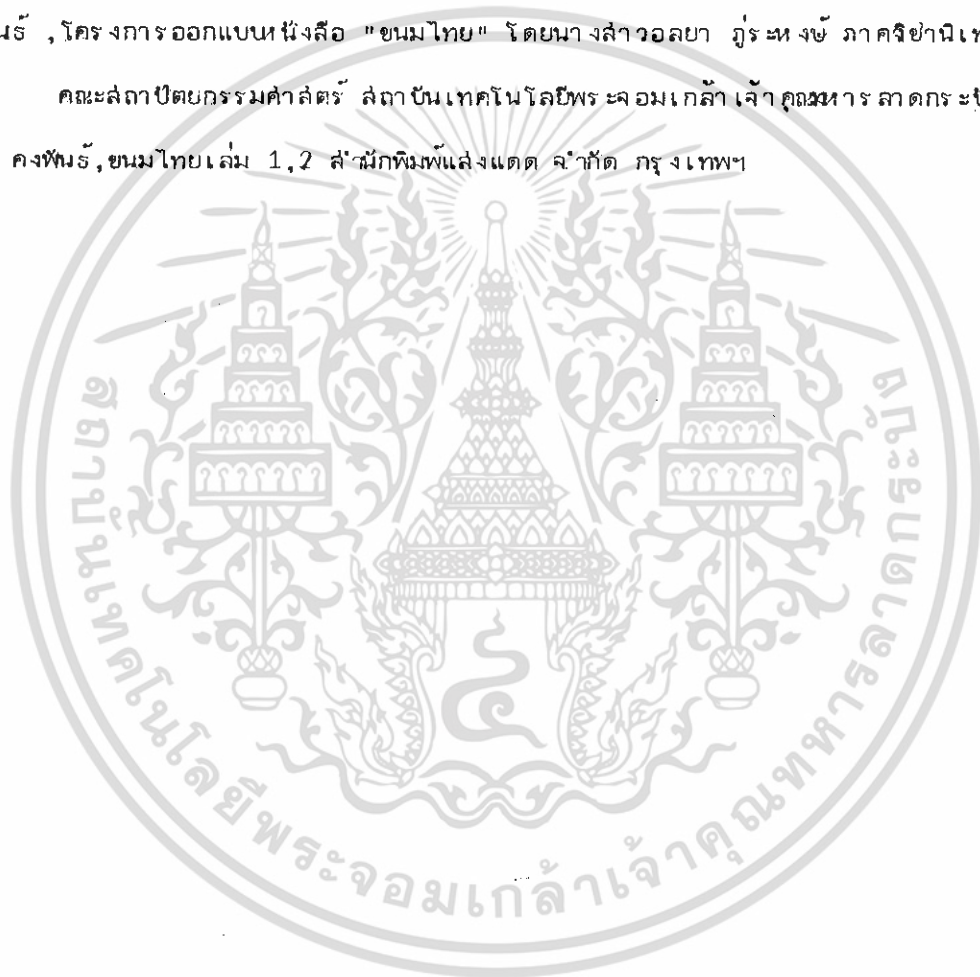 นธ์ ,โครงการออกแบบหนังสือ "ขนมไทย" โดยนางสาวอลยา ภู่ระหงษ์ ภาควิชานิเท
คณะสถาปัตยกรรมศาสตร์ สถาบันเทคโนโลยีพระจอมเกล้าเจ้าคุณทหารลาดกระบั
คงพันธ์,ขนมไทยเล่ม 1,2 สำนักพิมพ์แสงแดด จำกัด กรุงเทพฯ
สถาบันเทคโนโลยีพระจอมเกล้าเจ้าคุณทหารลาดกระบัง
๔